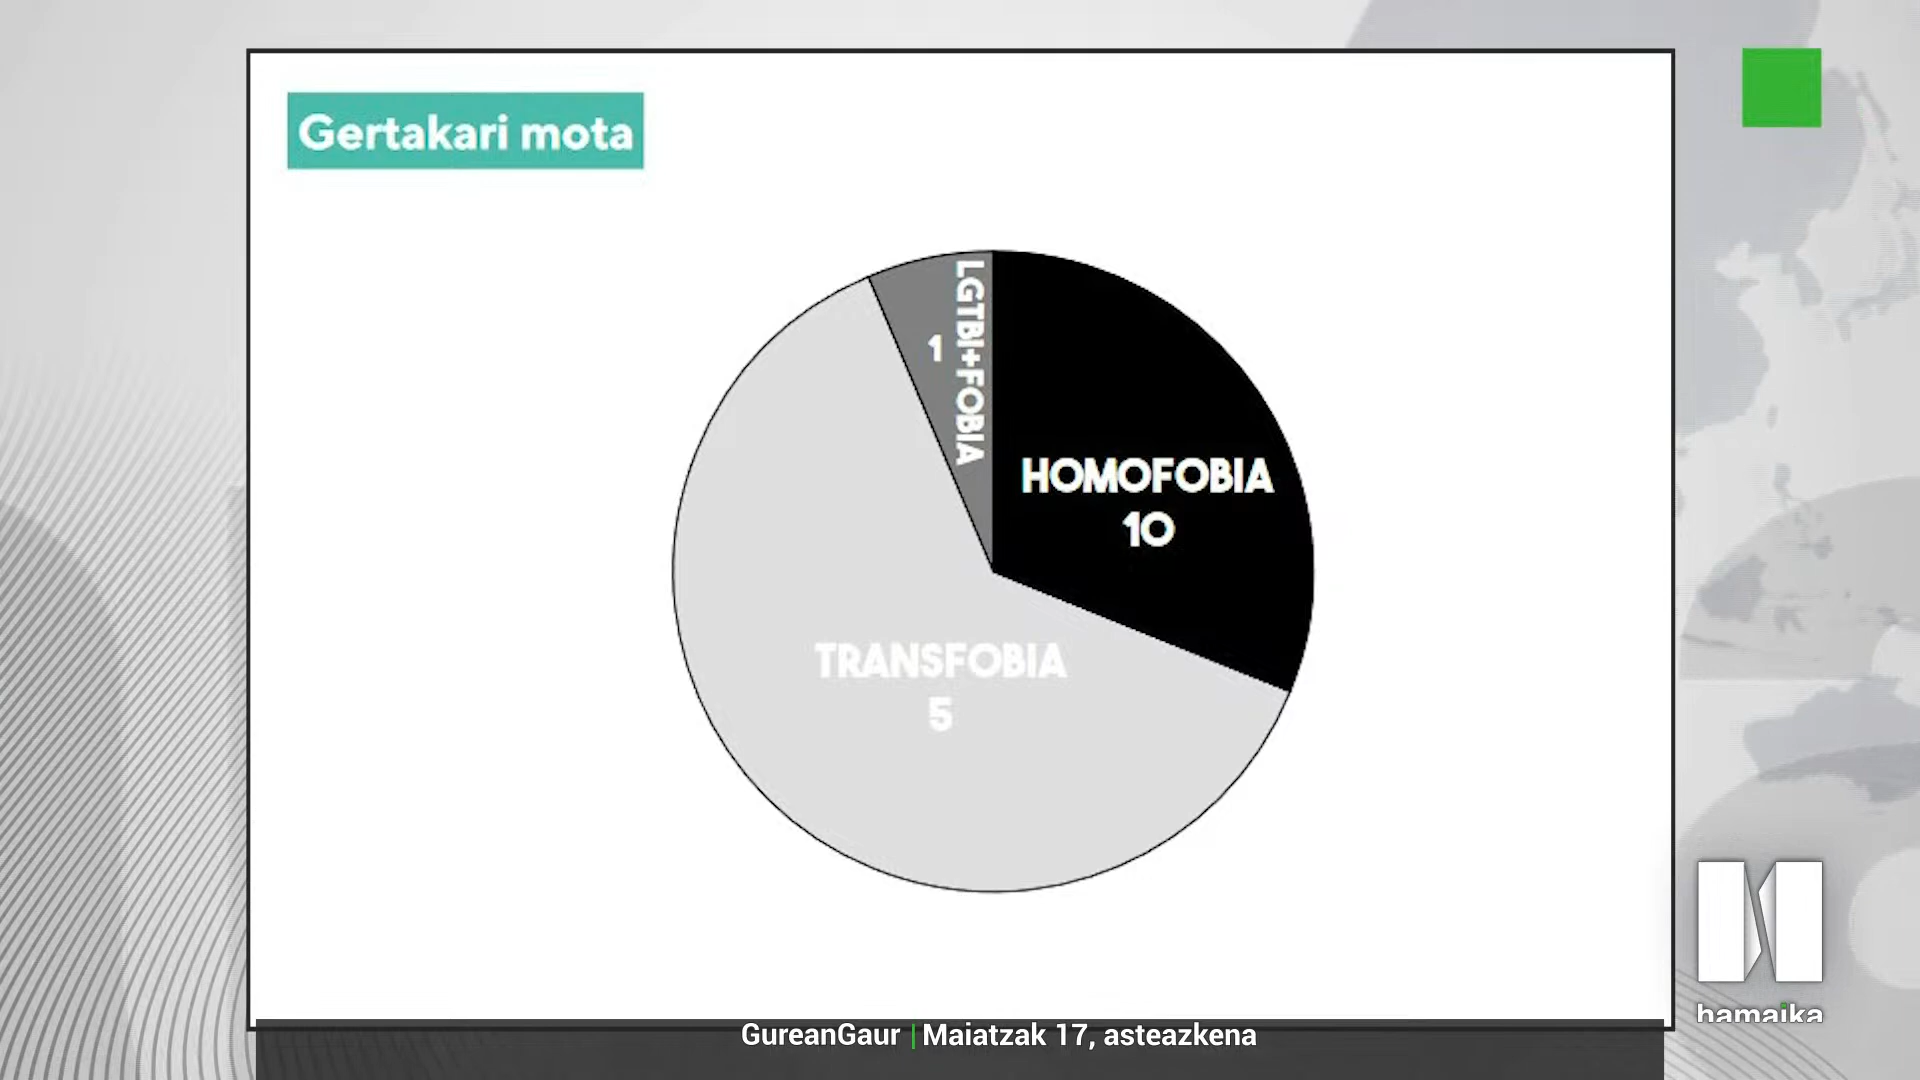 Gertakari mota
LGTBI+FOBIA
1
HOMOFOBIA
10
TRANSFOBIA
5
hamaika
GureanGaur | Maiatzak 17, asteazkena